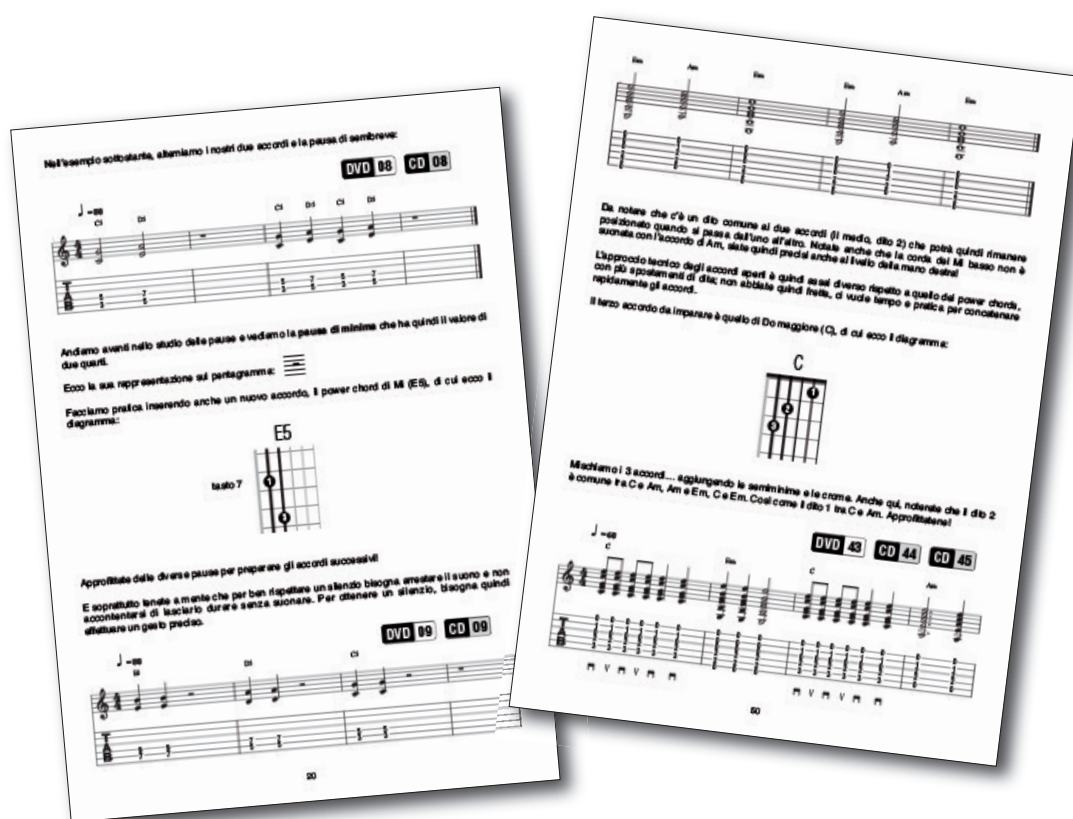 Nell'esempio sottostante, alterniamo i nostri due accordi e la pausa di semibreve:
DVD 08 CD 08
C5 D5 C5 D5 C5 D5
TAB
Andiamo avanti nello studio delle pause e vediamo la pausa di minima che ha quindi il valore di
due quarti.
Ecco la sua rappresentazione sul pentagramma:
Facciamo pratica inserendo anche un nuovo accordo, il power chord di Mi (E5), di cui ecco il
diagramma:
E5
tasto 7
1
3
Approfittate delle diverse pause per preparare gli accordi successivi!
E soprattutto tenete a mente che per ben rispettare un silenzio bisogna arrestare il suono e non
accontentarsi di lasciarlo durare senza suonare. Per ottenere un silenzio, bisogna quindi
effettuare un gesto preciso.
DVD 09 CD 09
D5 C5
TAB
20
Em Am Em Em Am Em
Da notare che c'è un dito comune ai due accordi (il medio, dito 2) che potrà quindi rimanere
posizionato quando si passa dall'uno all'altro. Notate anche che la corda del Mi basso non è
suonata con l'accordo di Am, siate quindi precisi anche al livello della mano destra!
L'approccio tecnico degli accordi aperti è quindi assai diverso rispetto a quello dei power chords,
con più spostamenti di dita; non abbiate quindi fretta, ci vuole tempo e pratica per concatenare
rapidamente gli accordi.
Il terzo accordo da imparare è quello di Do maggiore (C), di cui ecco il diagramma:
C
1
2
3
Mischiamo i 3 accordi... aggiungendo le semiminime e le crome. Anche qui, noterete che il dito 2
è comune tra C e Am, Am e Em, C e Em. Così come il dito 1 tra C e Am. Approfittatene!
DVD 43 CD 44 CD 45
C Em C Am
TAB
50